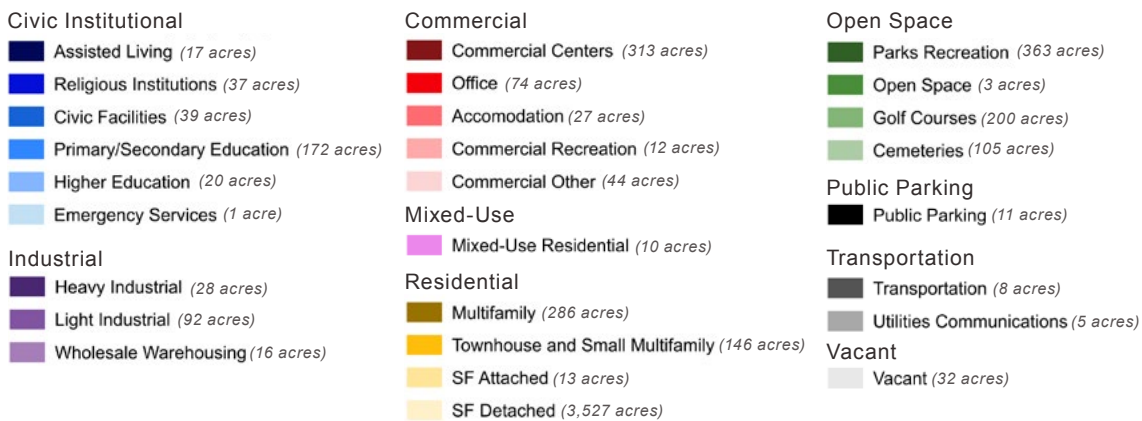 Civic Institutional
Assisted Living (17 acres)
Religious Institutions (37 acres)
Civic Facilities (39 acres)
Primary/Secondary Education (172 acres)
Higher Education (20 acres)
Emergency Services (1 acre)
Industrial
Heavy Industrial (28 acres)
Light Industrial (92 acres)
Wholesale Warehousing (16 acres)
Commercial
Commercial Centers (313 acres)
Office (74 acres)
Accomodation (27 acres)
Commercial Recreation (12 acres)
Commercial Other (44 acres)
Mixed-Use
Mixed-Use Residential (10 acres)
Residential
Multifamily (286 acres)
Townhouse and Small Multifamily (146 acres)
SF Attached (13 acres)
SF Detached (3,527 acres)
Open Space
Parks Recreation (363 acres)
Open Space (3 acres)
Golf Courses (200 acres)
Cemeteries (105 acres)
Public Parking
Public Parking (11 acres)
Transportation
Transportation (8 acres)
Utilities Communications (5 acres)
Vacant
Vacant (32 acres)